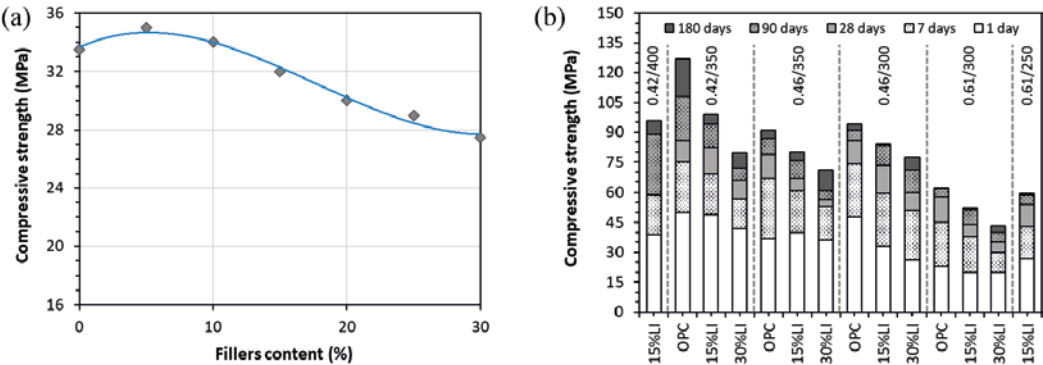 (a)
36
32
28
24
20
16
0
10
20
30
Compressive strength (MPa)
Fillers content (%)
(b)
150
135
120
105
90
75
60
45
30
15
0
Compressive strength (MPa)
180 days
90 days
28 days
7 days
1 day
0.42/400
0.42/350
0.46/350
0.46/300
0.61/300
0.61/250
15%LI
OPC
15%LI
30%LI
OPC
15%LI
30%LI
OPC
15%LI
30%LI
OPC
15%LI
30%LI
15%LI